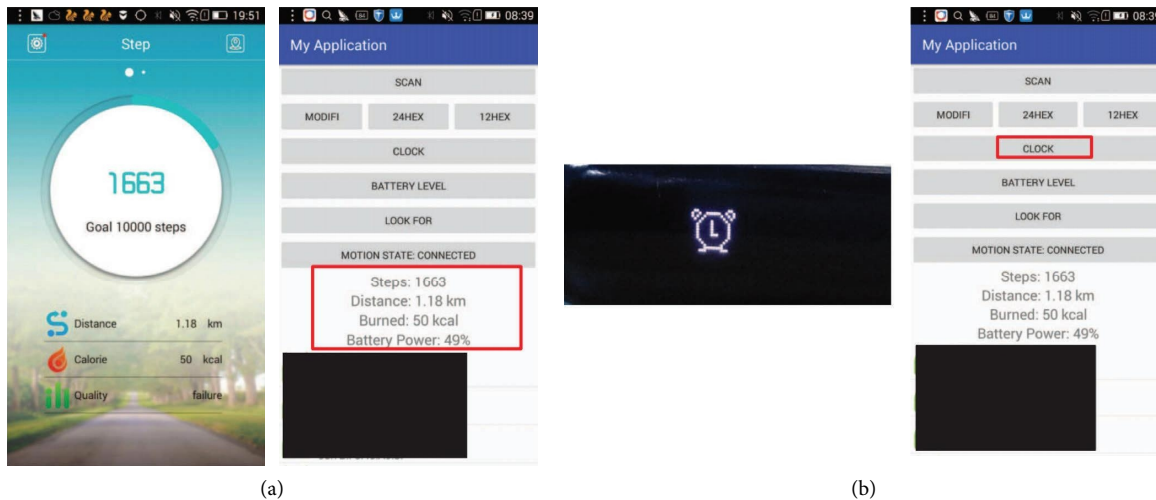 19:51
Step
1663
Goal 10000 steps
Distance 1.18 km
Calorie 50 kcal
Quality failure
08:39
My Application
SCAN
MODIFI 24HEX 12HEX
CLOCK
BATTERY LEVEL
LOOK FOR
MOTION STATE: CONNECTED
Steps: 1663
Distance: 1.18 km
Burned: 50 kcal
Battery Power: 49%
(a)
08:39
My Application
SCAN
MODIFI 24HEX 12HEX
CLOCK
BATTERY LEVEL
LOOK FOR
MOTION STATE: CONNECTED
Steps: 1663
Distance: 1.18 km
Burned: 50 kcal
Battery Power: 49%
(b)